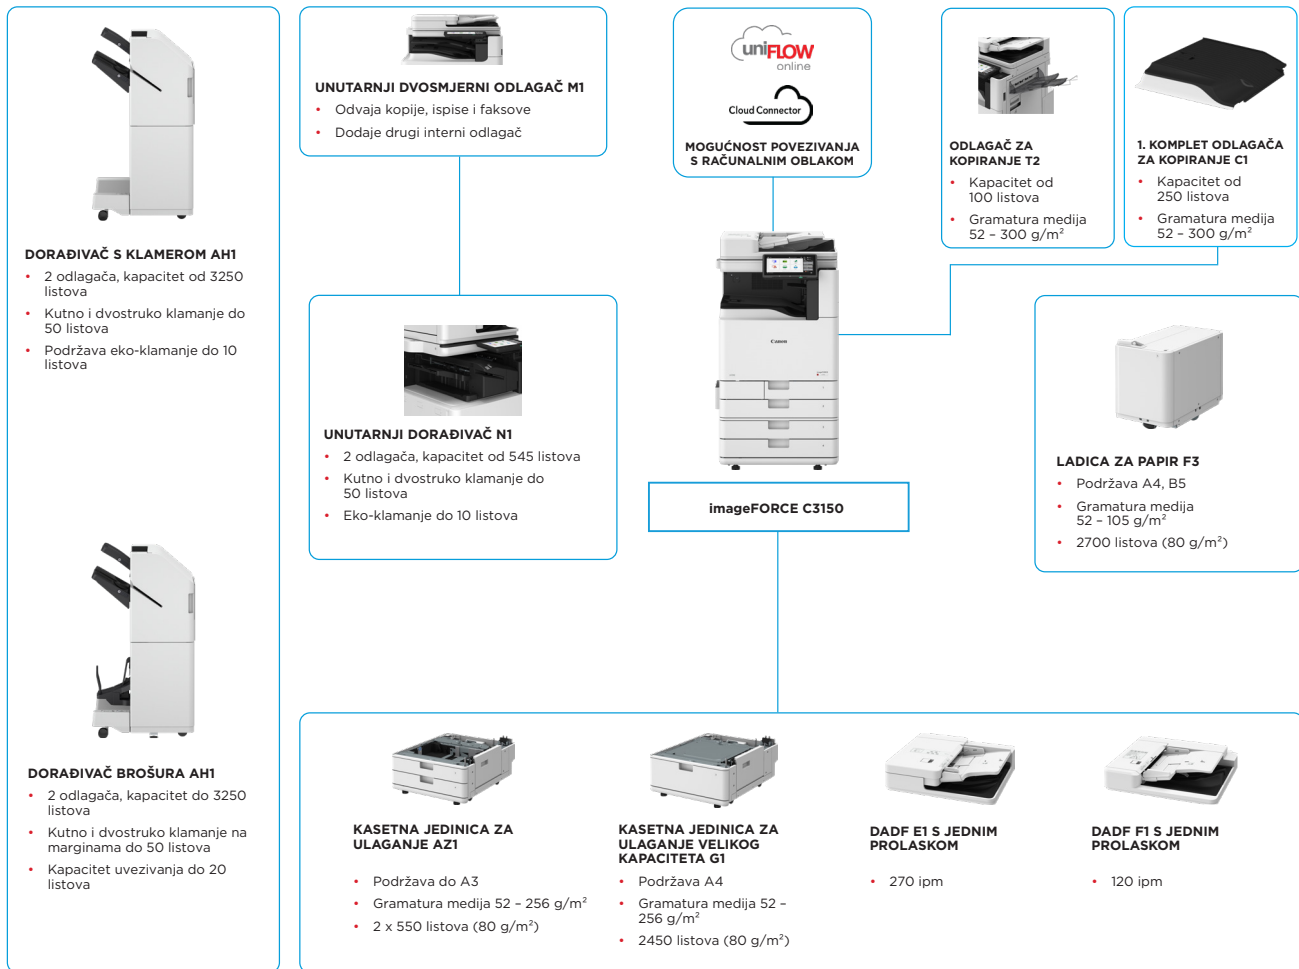 DORAĐIVAČ S KLAMEROM AH1
• 2 odlagača, kapacitet od 3250
listova
• Kutno i dvostruko klamanje do
50 listova
• Podržava eko-klamanje do 10
listova
DORAĐIVAČ BROŠURA AH1
• 2 odlagača, kapacitet do 3250
listova
• Kutno i dvostruko klamanje na
marginama do 50 listova
• Kapacitet uvezivanja do 20
listova
UNUTARNJI DVOSMJERNI ODLAGAČ M1
• Odvaja kopije, ispise i faksove
• Dodaje drugi interni odlagač
UNUTARNJI DORAĐIVAČ N1
• 2 odlagača, kapacitet od 545 listova
• Kutno i dvostruko klamanje do
50 listova
• Eko-klamanje do 10 listova
uniFLOW
online
Cloud Connector
MOGUĆNOST POVEZIVANJA
S RAČUNALNIM OBLAKOM
Canon
imageFORCE C3150
ODLAGAČ ZA
KOPIRANJE T2
• Kapacitet od
100 listova
• Gramatura medija
52 – 300 g/m²
1. KOMPLET ODLAGAČA
ZA KOPIRANJE C1
• Kapacitet od
250 listova
• Gramatura medija
52 – 300 g/m²
LADICA ZA PAPIR F3
• Podržava A4, B5
• Gramatura medija
52 – 105 g/m²
• 2700 listova (80 g/m²)
KASETNA JEDINICA ZA
ULAGANJE AZ1
• Podržava do A3
• Gramatura medija 52 – 256 g/m²
• 2 x 550 listova (80 g/m²)
KASETNA JEDINICA ZA
ULAGANJE VELIKOG
KAPACITETA G1
• Podržava A4
• Gramatura medija 52 –
256 g/m²
• 2450 listova (80 g/m²)
DADF E1 S JEDNIM
PROLASKOM
• 270 ipm
DADF F1 S JEDNIM
PROLASKOM
• 120 ipm